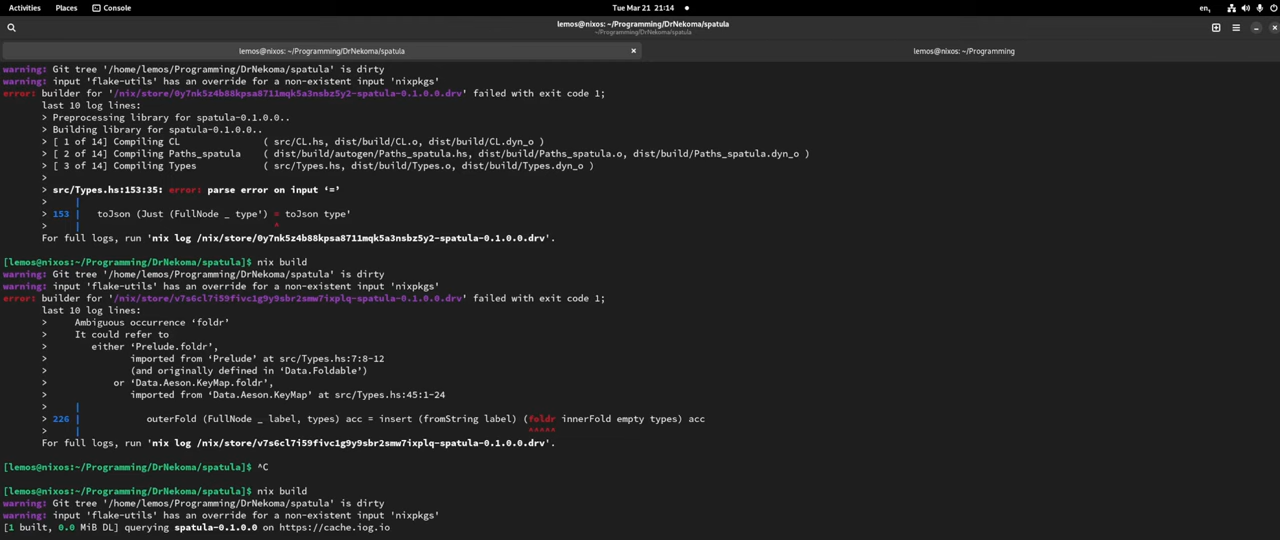 Activities Places Console Tue Mar 21 21:14 en,
lemos@nixos: ~/Programming/DrNekoma/spatula
~/Programming/DrNekoma/spatula
lemos@nixos: ~/Programming/DrNekoma/spatula lemos@nixos: ~/Programming
warning: Git tree '/home/lemos/Programming/DrNekoma/spatula' is dirty
warning: input 'flake-utils' has an override for a non-existent input 'nixpkgs'
error: builder for '/nix/store/0y7nk5z4b88kpsa8711mqk5a3nsbz5y2-spatula-0.1.0.0.drv' failed with exit code 1;
last 10 log lines:
> Preprocessing library for spatula-0.1.0.0..
> Building library for spatula-0.1.0.0..
> [ 1 of 14] Compiling CL ( src/CL.hs, dist/build/CL.o, dist/build/CL.dyn_o )
> [ 2 of 14] Compiling Paths_spatula ( dist/build/autogen/Paths_spatula.hs, dist/build/Paths_spatula.o, dist/build/Paths_spatula.dyn_o )
> [ 3 of 14] Compiling Types ( src/Types.hs, dist/build/Types.o, dist/build/Types.dyn_o )
>
> src/Types.hs:153:35: error: parse error on input ‘=’
> |
> 153 | toJson (Just (FullNode _ type') = toJson type'
> | ^
For full logs, run 'nix log /nix/store/0y7nk5z4b88kpsa8711mqk5a3nsbz5y2-spatula-0.1.0.0.drv'.
[lemos@nixos:~/Programming/DrNekoma/spatula]$ nix build
warning: Git tree '/home/lemos/Programming/DrNekoma/spatula' is dirty
warning: input 'flake-utils' has an override for a non-existent input 'nixpkgs'
error: builder for '/nix/store/v7s6cl7i59fivc1g9y9sbr2smw7ixplq-spatula-0.1.0.0.drv' failed with exit code 1;
last 10 log lines:
> Ambiguous occurrence ‘foldr’
> It could refer to
> either ‘Prelude.foldr’,
> imported from ‘Prelude’ at src/Types.hs:7:8-12
> (and originally defined in ‘Data.Foldable’)
> or ‘Data.Aeson.KeyMap.foldr’,
> imported from ‘Data.Aeson.KeyMap’ at src/Types.hs:45:1-24
> |
> 226 | outerFold (FullNode _ label, types) acc = insert (fromString label) (foldr innerFold empty types) acc
> | ^^^^^
For full logs, run 'nix log /nix/store/v7s6cl7i59fivc1g9y9sbr2smw7ixplq-spatula-0.1.0.0.drv'.
[lemos@nixos:~/Programming/DrNekoma/spatula]$ ^C
[lemos@nixos:~/Programming/DrNekoma/spatula]$ nix build
warning: Git tree '/home/lemos/Programming/DrNekoma/spatula' is dirty
warning: input 'flake-utils' has an override for a non-existent input 'nixpkgs'
[1 built, 0.0 MiB DL] querying spatula-0.1.0.0 on https://cache.iog.io